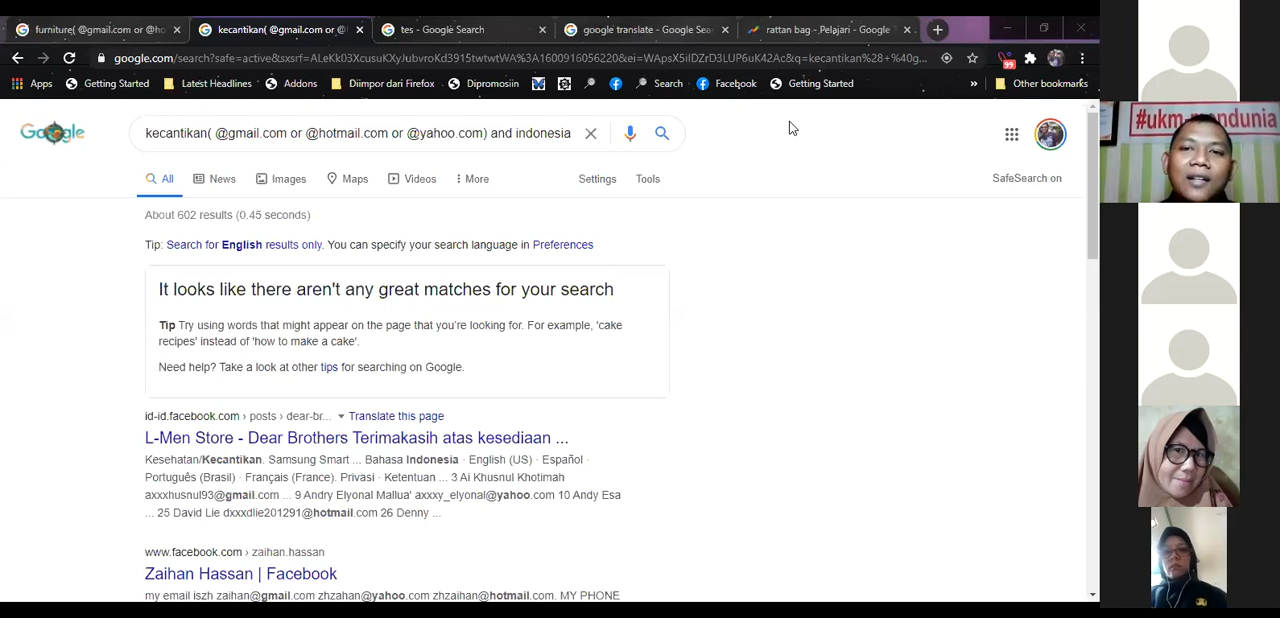 furniture( @gmail.com or @ho
kecantikan( @gmail.com or @
tes - Google Search
google translate - Google Sea
rattan bag - Pelajari - Google
google.com/search?safe=active&sxsrf=ALeKk03XcusuKXyJubvroKd3915twtwtWA%3A1600916056220&ei=WApsX5ilDZrD3LUP6uK42Ac&q=kecantikan%28+%40g...
99
Apps
Getting Started
Latest Headlines
Addons
Diimpor dari Firefox
Dipromosiin
Search
Facebook
Getting Started
»
Other bookmarks
Google
kecantikan( @gmail.com or @hotmail.com or @yahoo.com) and indonesia
All
News
Images
Maps
Videos
More
Settings
Tools
SafeSearch on
About 602 results (0.45 seconds)
Tip: Search for English results only. You can specify your search language in Preferences
It looks like there aren't any great matches for your search
Tip Try using words that might appear on the page that you're looking for. For example, 'cake
recipes' instead of 'how to make a cake'.
Need help? Take a look at other tips for searching on Google.
id-id.facebook.com › posts › dear-br... Translate this page
L-Men Store - Dear Brothers Terimakasih atas kesediaan ...
Kesehatan/Kecantikan. Samsung Smart ... Bahasa Indonesia · English (US) · Español ·
Português (Brasil) · Français (France). Privasi · Ketentuan ... 3 Ai Khusnul Khotimah
axxxhusnul93@gmail.com ... 9 Andry Elyonal Mallua' axxxy_elyonal@yahoo.com 10 Andy Esa
... 25 David Lie dxxxdlie201291@hotmail.com 26 Denny ...
www.facebook.com › zaihan.hassan
Zaihan Hassan | Facebook
my email iszh zaihan@gmail.com zhzahan@yahoo.com zhzaihan@hotmail.com. MY PHONE